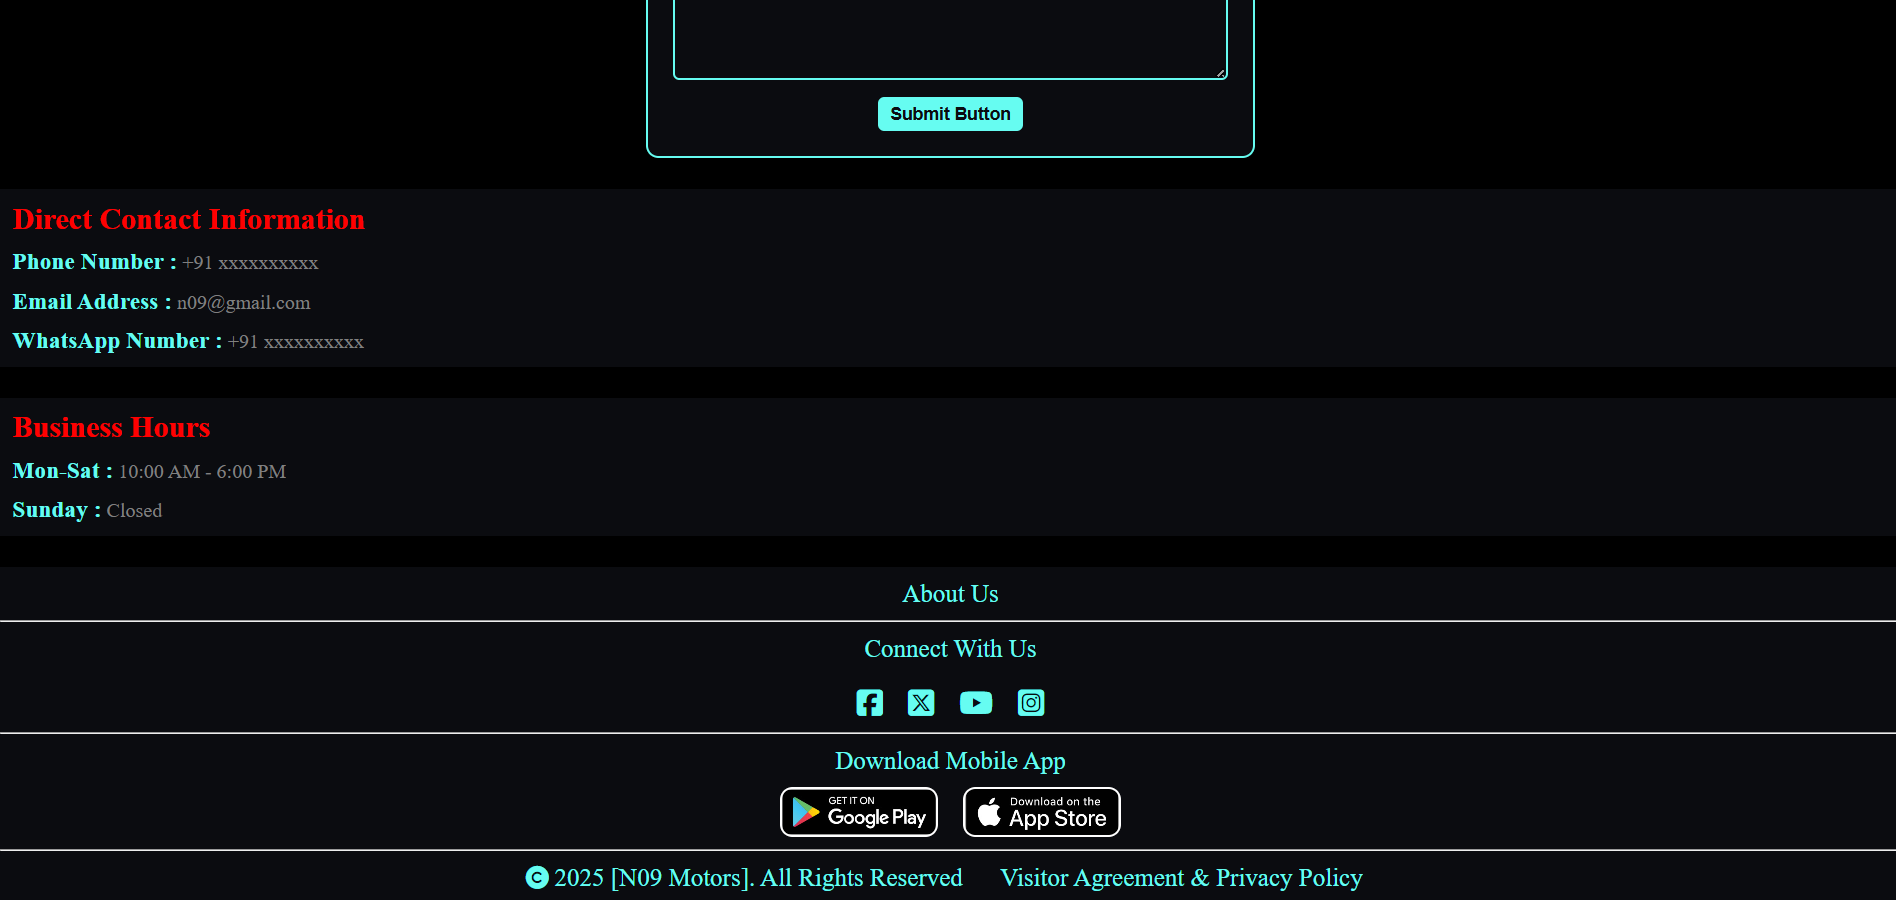 Submit Button
Direct Contact Information
Phone Number : +91 xxxxxxxxxx
Email Address : n09@gmail.com
WhatsApp Number : +91 xxxxxxxxxx
Business Hours
Mon-Sat : 10:00 AM - 6:00 PM
Sunday : Closed
About Us
Connect With Us
Download Mobile App
GET IT ON
Google Play
Download on the
App Store
© 2025 [N09 Motors]. All Rights Reserved
Visitor Agreement & Privacy Policy